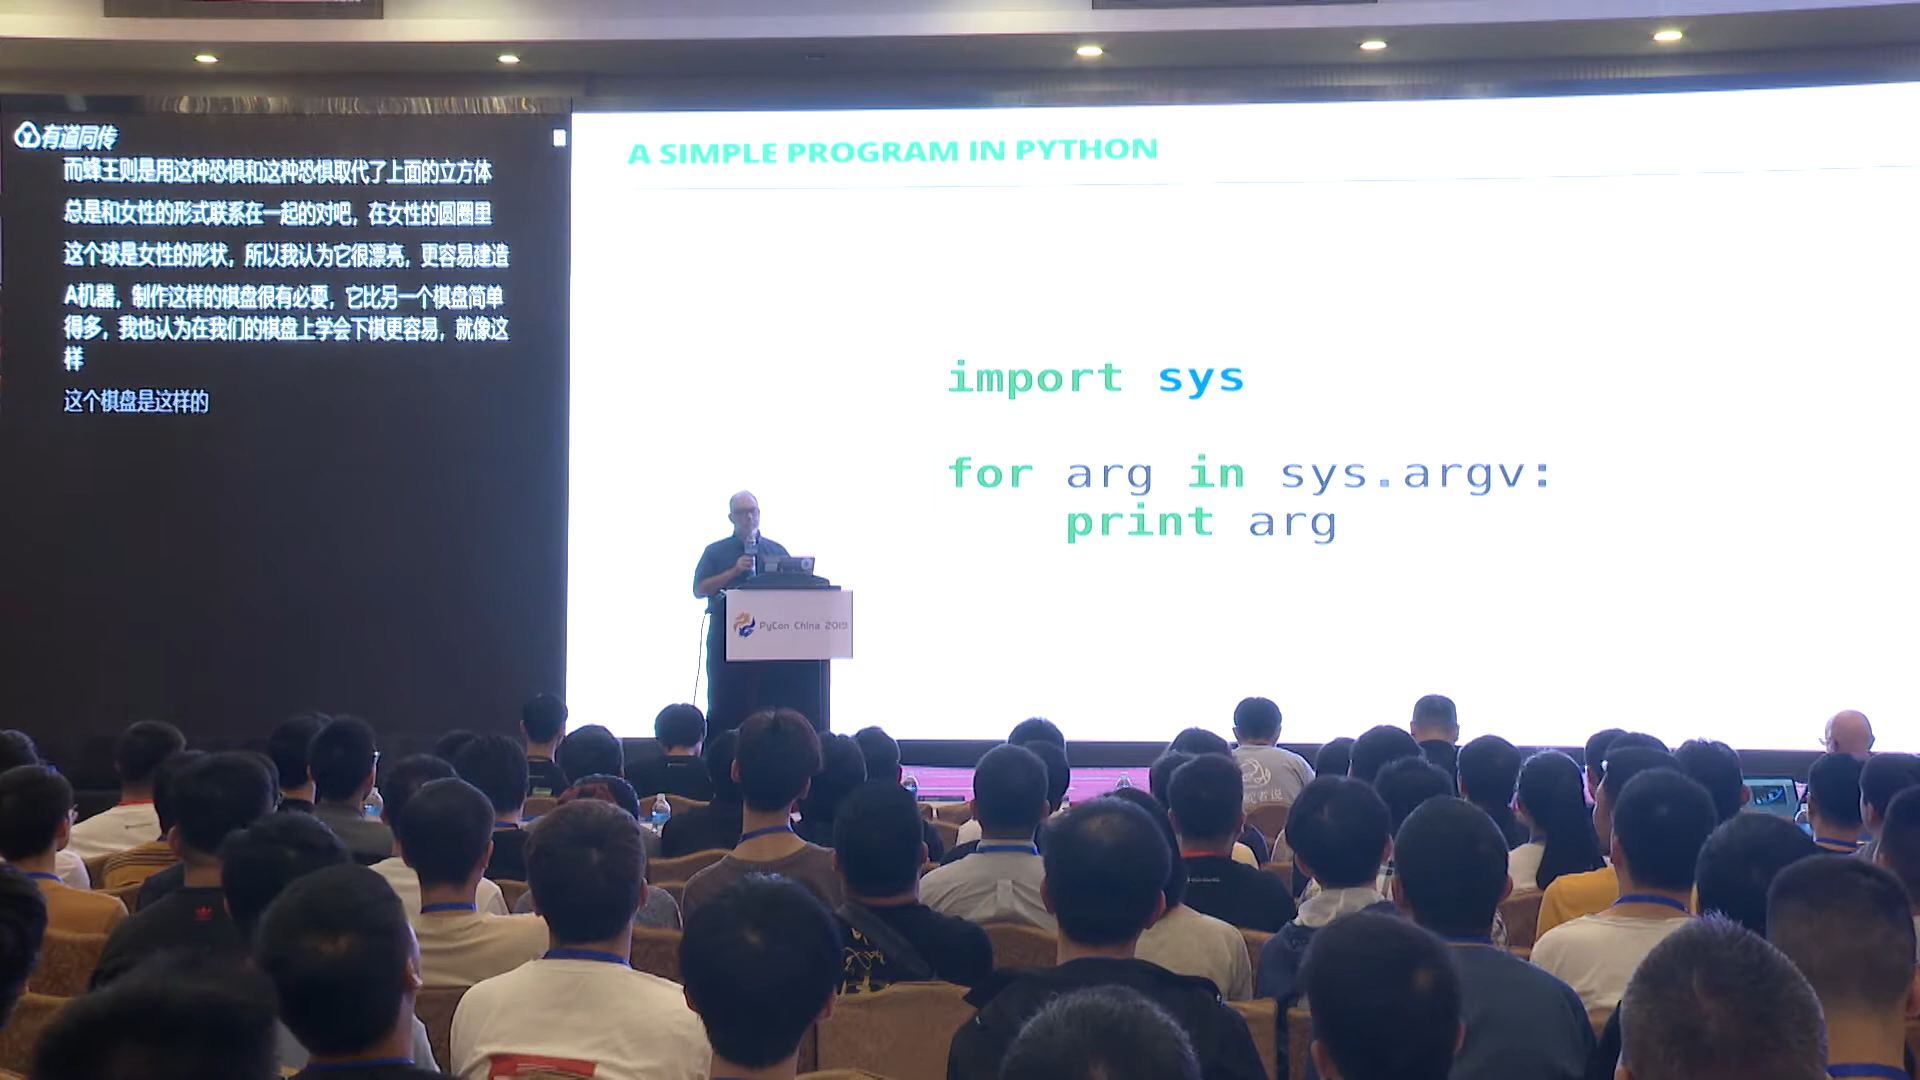 有道同传
而蜂王则是用这种恐惧和这种恐惧取代了上面的立方体
总是和女性的形式联系在一起的对吧，在女性的圆圈里
这个球是女性的形状，所以我认为它很漂亮，更容易建造
A机器，制作这样的棋盘很有必要，它比另一个棋盘简单
得多，我也认为在我们的棋盘上学会下棋更容易，就像这
样
这个棋盘是这样的
A SIMPLE PROGRAM IN PYTHON
import sys
for arg in sys.argv:
print arg
PyCon China 2019